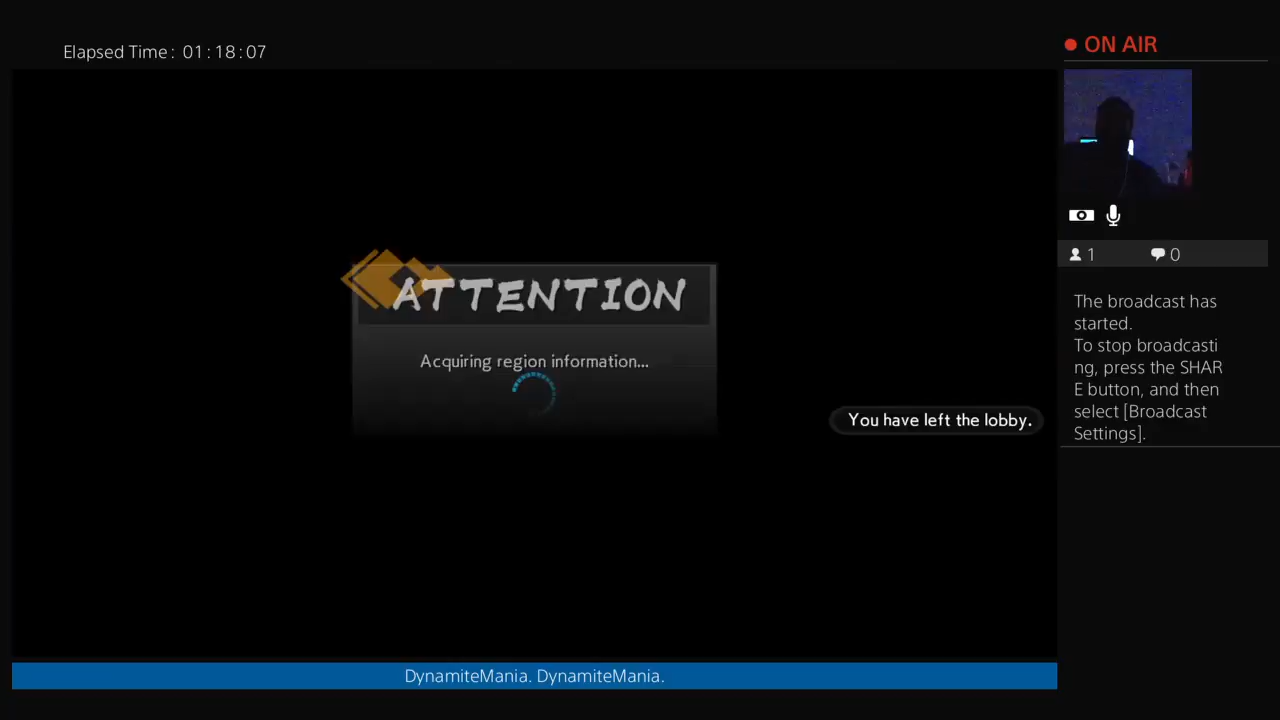 Elapsed Time: 01:18:07
ON AIR
1
0
ATTENTION
Acquiring region information...
You have left the lobby.
The broadcast has
started.
To stop broadcasti
ng, press the SHAR
E button, and then
select [Broadcast
Settings].
DynamiteMania. DynamiteMania.